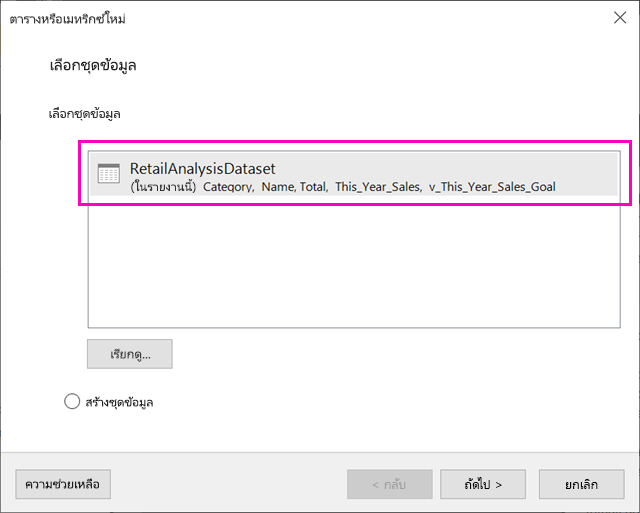 ตารางหรือเมทริกซ์ใหม่
เลือกชุดข้อมูล
เลือกชุดข้อมูล
RetailAnalysisDataset
(ในรายงานนี้) Category, Name, Total, This_Year_Sales, v_This_Year_Sales_Goal
เรียกดู...
สร้างชุดข้อมูล
ความช่วยเหลือ
< กลับ
ถัดไป >
ยกเลิก